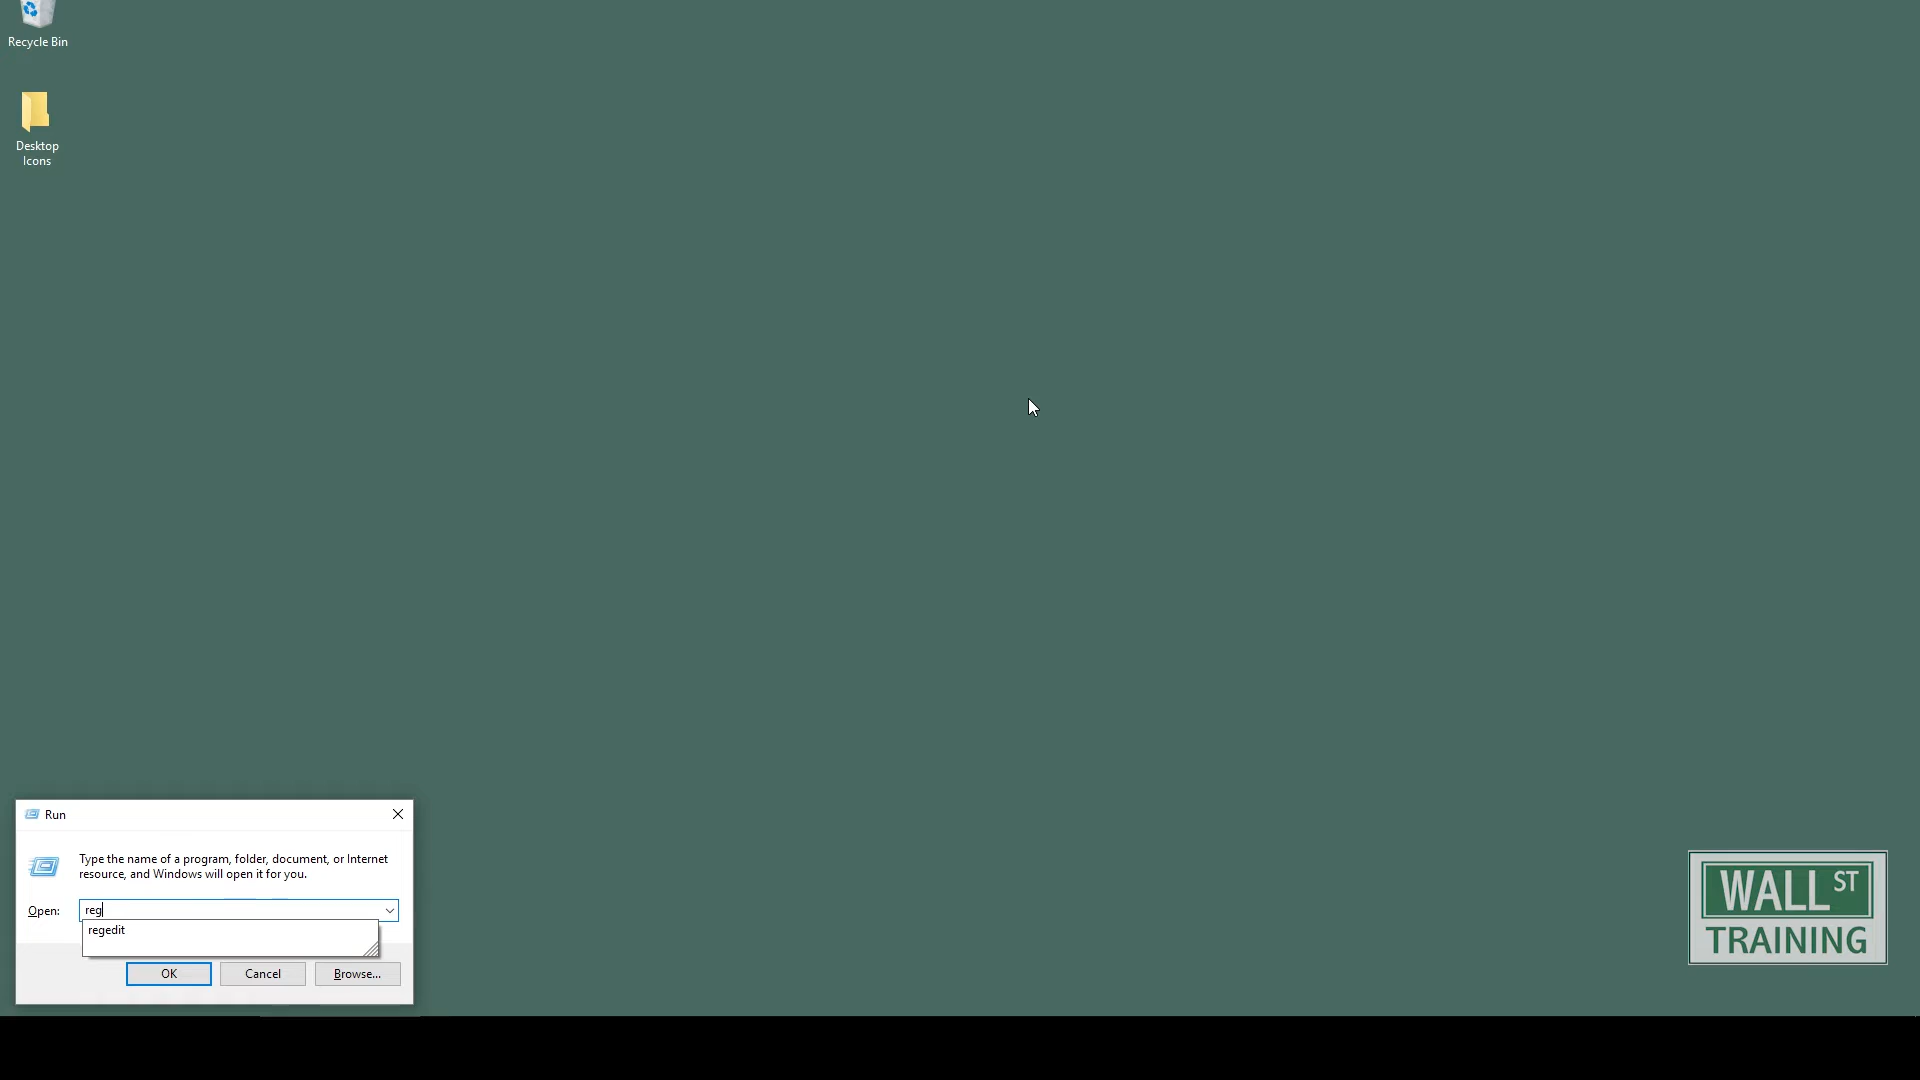 Recycle Bin
Desktop
Icons
Run
Type the name of a program, folder, document, or Internet
resource, and Windows will open it for you.
Open: reg
regedit
OK Cancel Browse...
WALL ST
TRAINING